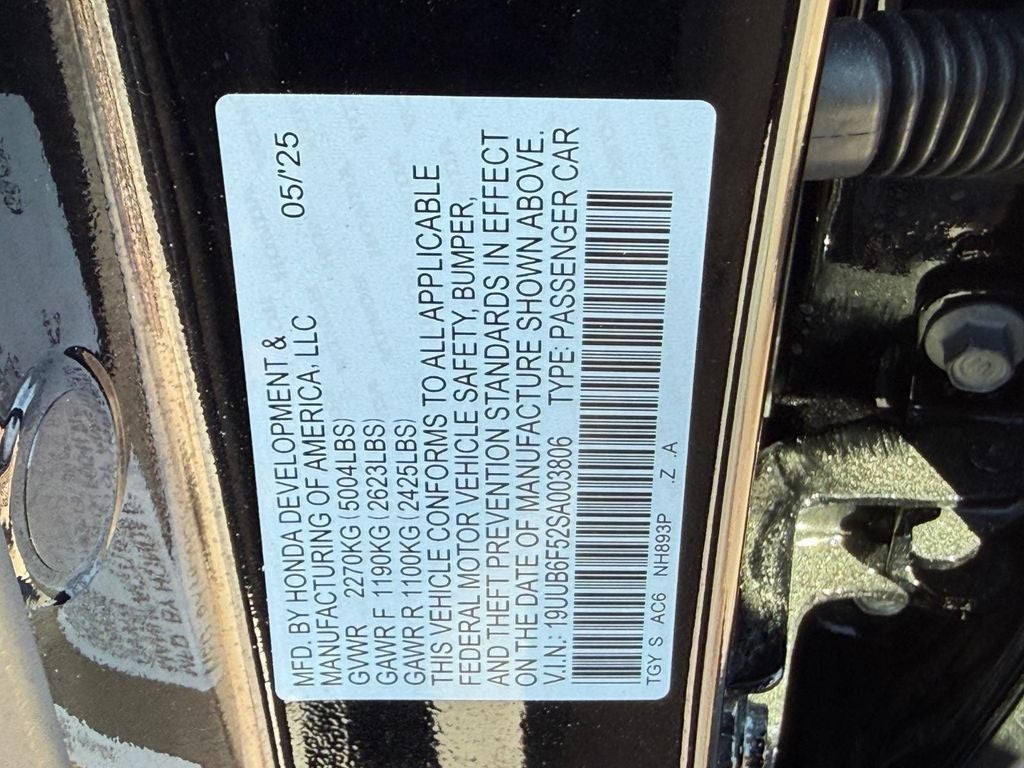 MFD. BY HONDA DEVELOPMENT & 05/'25
MANUFACTURING OF AMERICA, LLC
GVWR 2270KG (5004LBS)
GAWR F 1190KG (2623LBS)
GAWR R 1100KG (2425LBS)
THIS VEHICLE CONFORMS TO ALL APPLICABLE
FEDERAL MOTOR VEHICLE SAFETY, BUMPER,
AND THEFT PREVENTION STANDARDS IN EFFECT
ON THE DATE OF MANUFACTURE SHOWN ABOVE.
V.I.N.: 19UUB6F52SA003806 TYPE: PASSENGER CAR
TGY S AC6 NH893P .Z .A